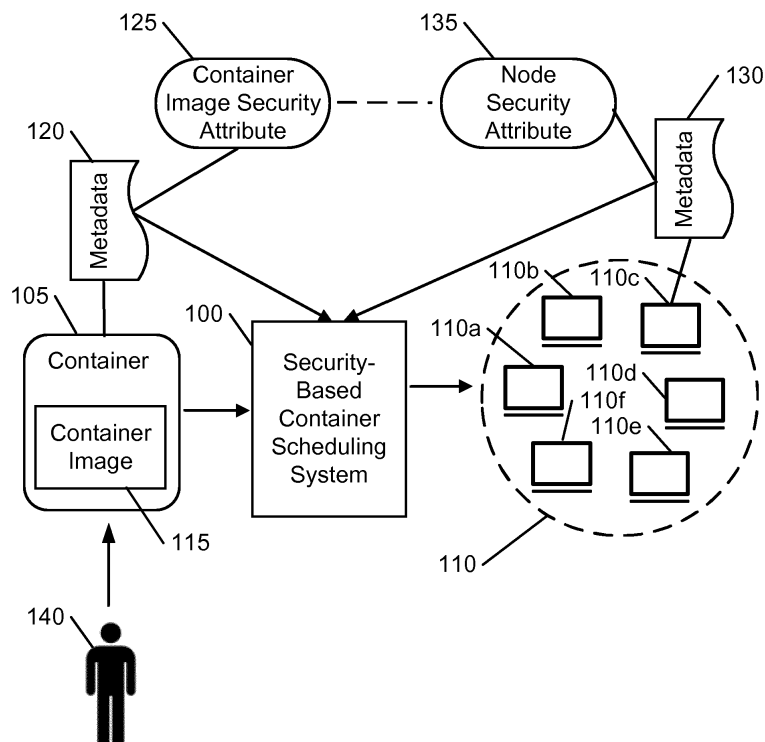 125
135
Container
Image Security
Attribute
Node
Security
Attribute
130
120
Metadata
Metadata
110b
110c
105
100
110a
Container
Security-
Based
Container
Scheduling
System
110d
Container
Image
110f
110e
115
110
140